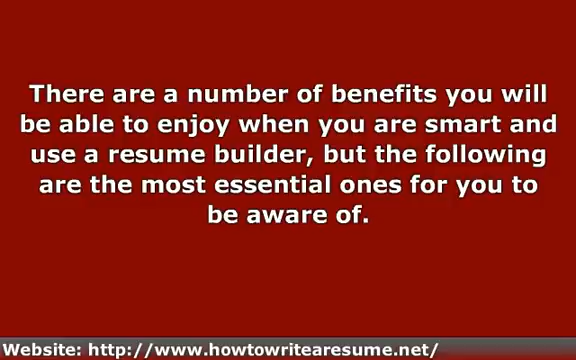 There are a number of benefits you will
be able to enjoy when you are smart and
use a resume builder, but the following
are the most essential ones for you to
be aware of.
Website: http://www.howtowritearesume.net/